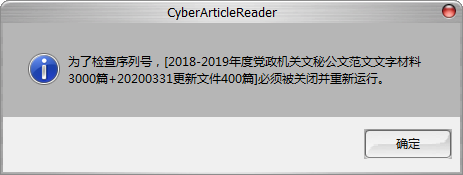 CyberArticleReader
为了检查序列号，[2018-2019年度党政机关文秘公文范文文字材料
3000篇+20200331更新文件400篇]必须被关闭并重新运行。
确定